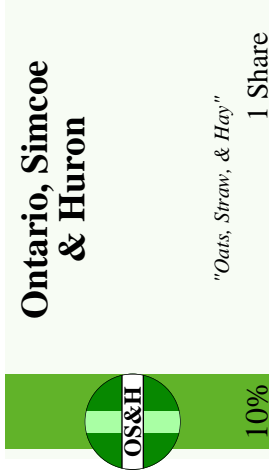 Ontario, Simcoe
& Huron
"Oats, Straw, & Hay"
1 Share
OS&H
10%